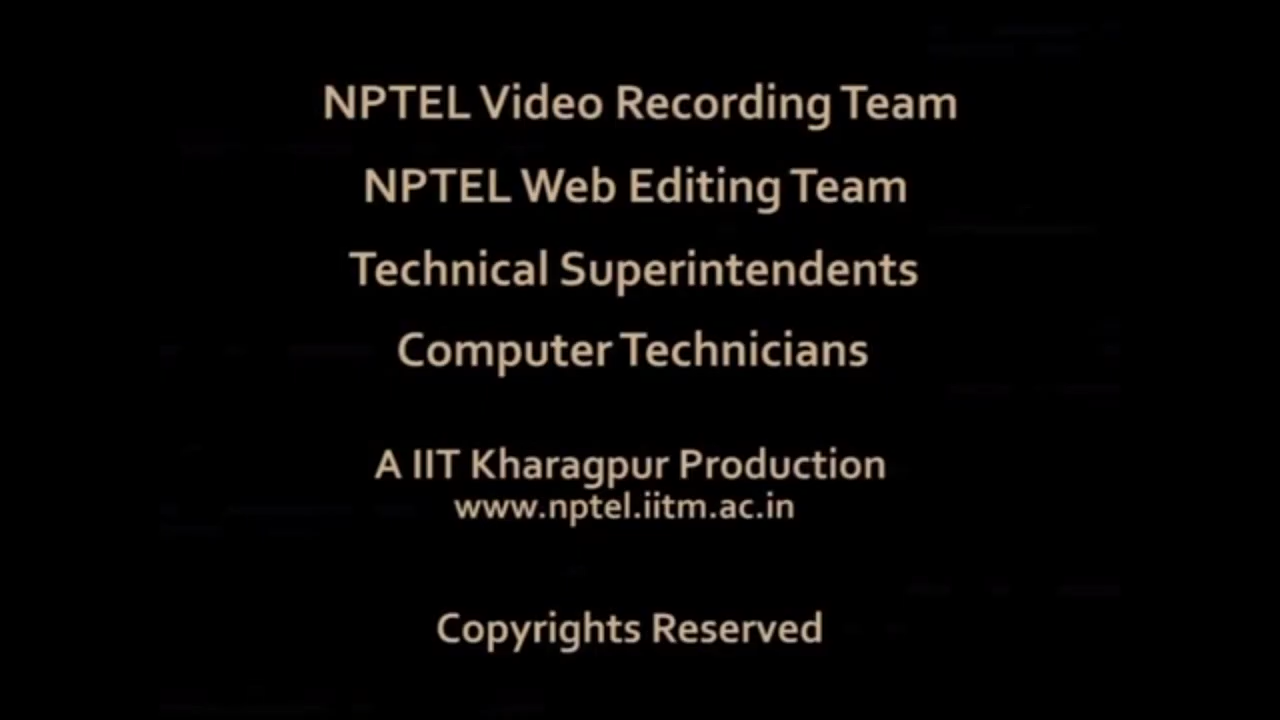 NPTEL Video Recording Team
NPTEL Web Editing Team
Technical Superintendents
Computer Technicians
A IIT Kharagpur Production
www.nptel.iitm.ac.in
Copyrights Reserved